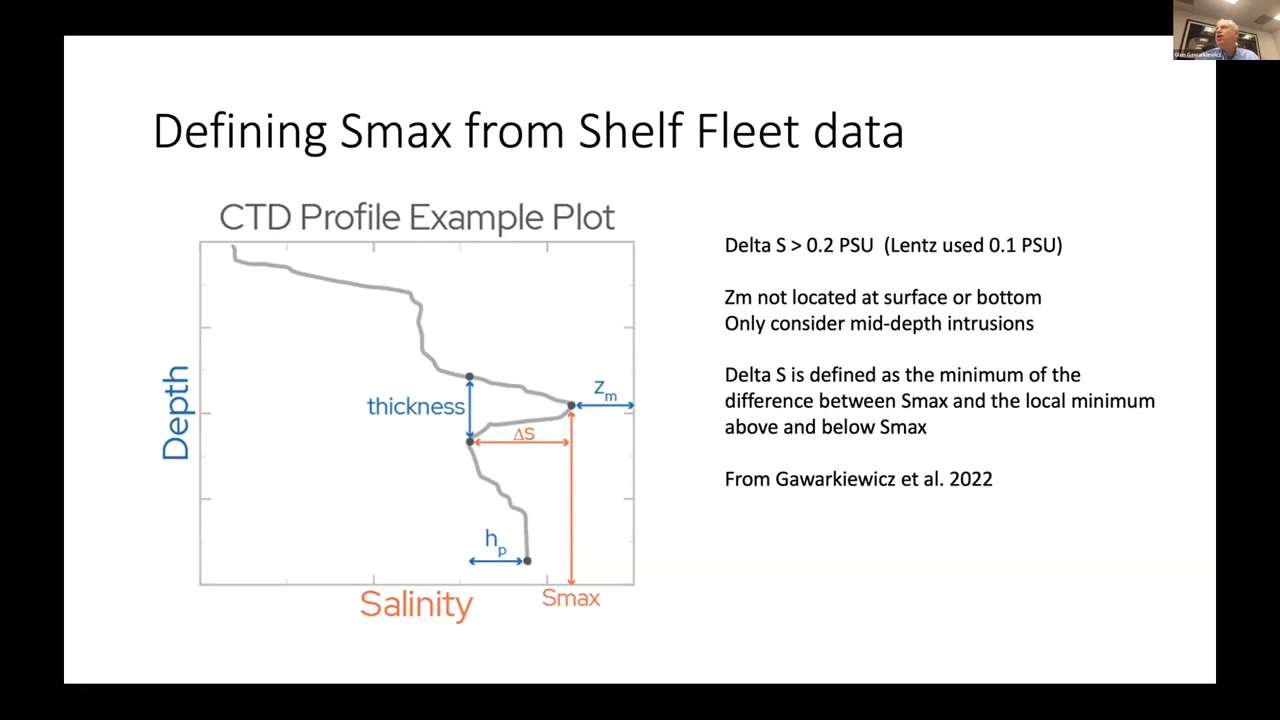 Glen Gawarkiewicz
Defining Smax from Shelf Fleet data
CTD Profile Example Plot
Depth
thickness
Zm
ΔS
hp
Salinity
Smax
Delta S > 0.2 PSU (Lentz used 0.1 PSU)
Zm not located at surface or bottom
Only consider mid-depth intrusions
Delta S is defined as the minimum of the
difference between Smax and the local minimum
above and below Smax
From Gawarkiewicz et al. 2022